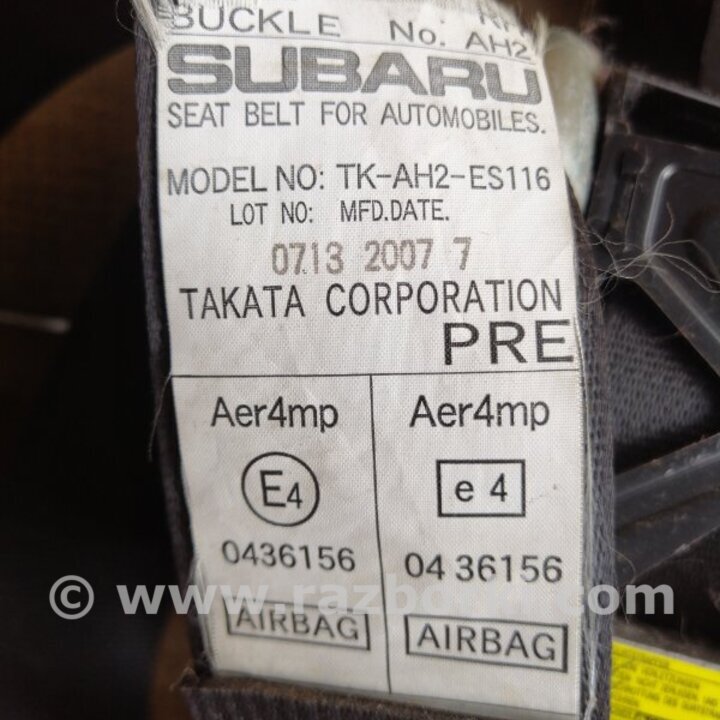 BUCKLE No. AH2
SUBARU
SEAT BELT FOR AUTOMOBILES.
MODEL NO: TK-AH2-ES116
LOT NO: MFD.DATE.
0713 2007 7
TAKATA CORPORATION
PRE
Aer4mp Aer4mp
E4 e 4
0436156 04 36156
AIRBAG AIRBAG